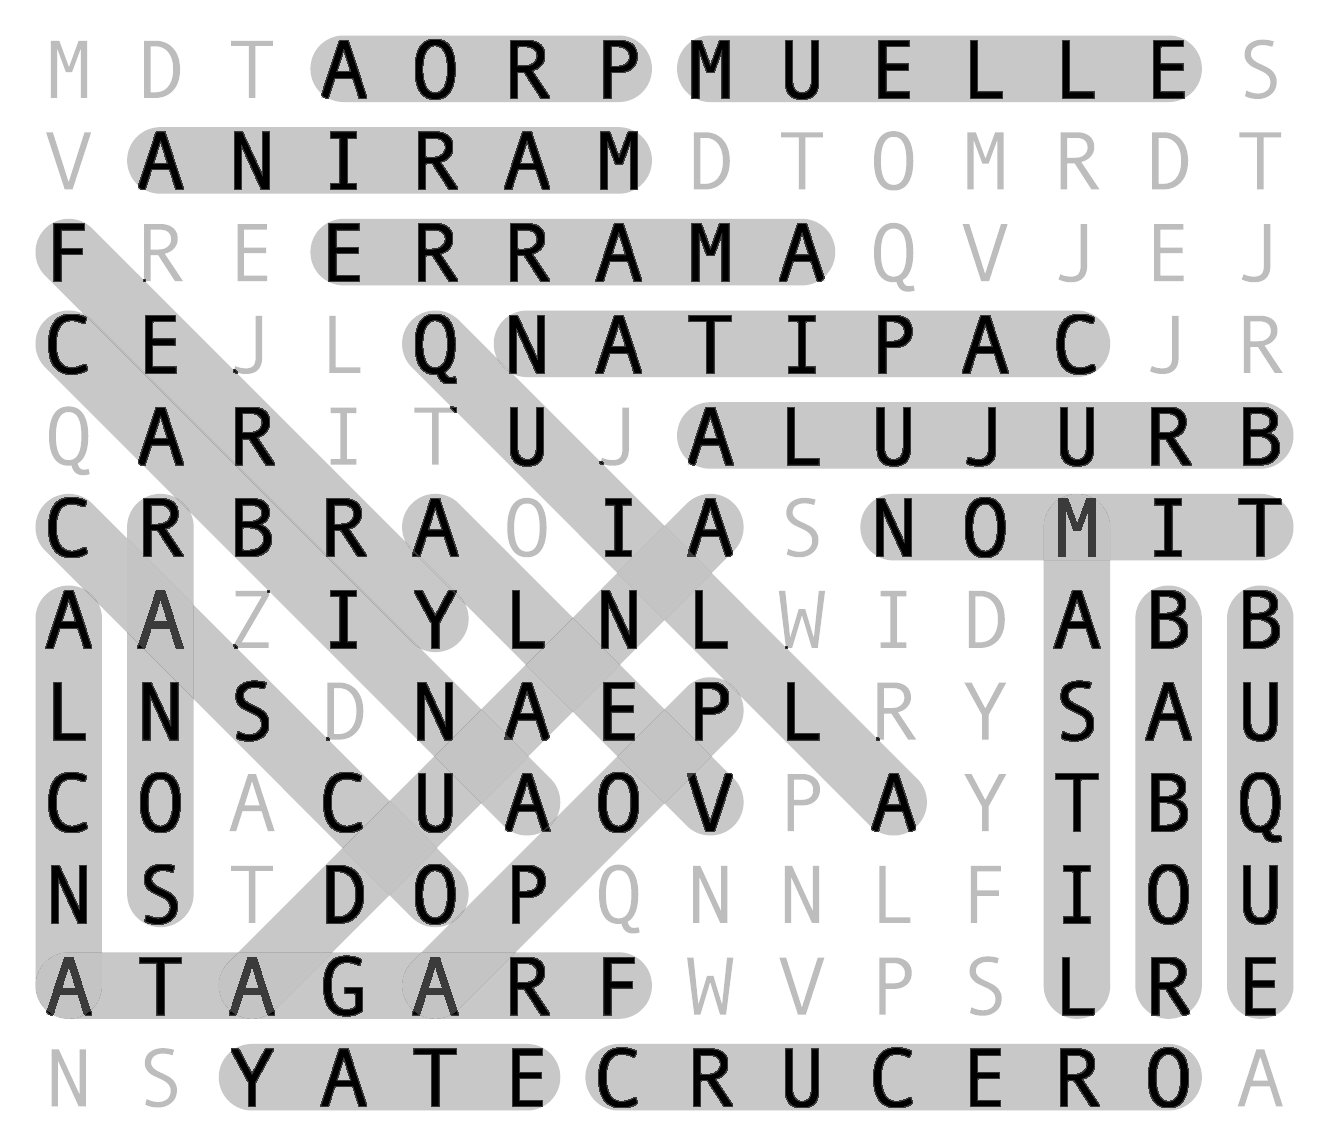 M D T A O R P M U E L L E S
V A N I R A M D T O M R D T
F R E E R R A M A Q V J E J
C E J L Q N A T I P A C J R
Q A R I T U J A L U J U R B
C R B R A O I A S N O M I T
A A Z I Y L N L W I D A B B
L N S D N A E P L R Y S A U
C O A C U A O V P A Y T B Q
N S T D O P Q N N L F I O U
A T A G A R F W V P S L R E
N S Y A T E C R U C E R O A